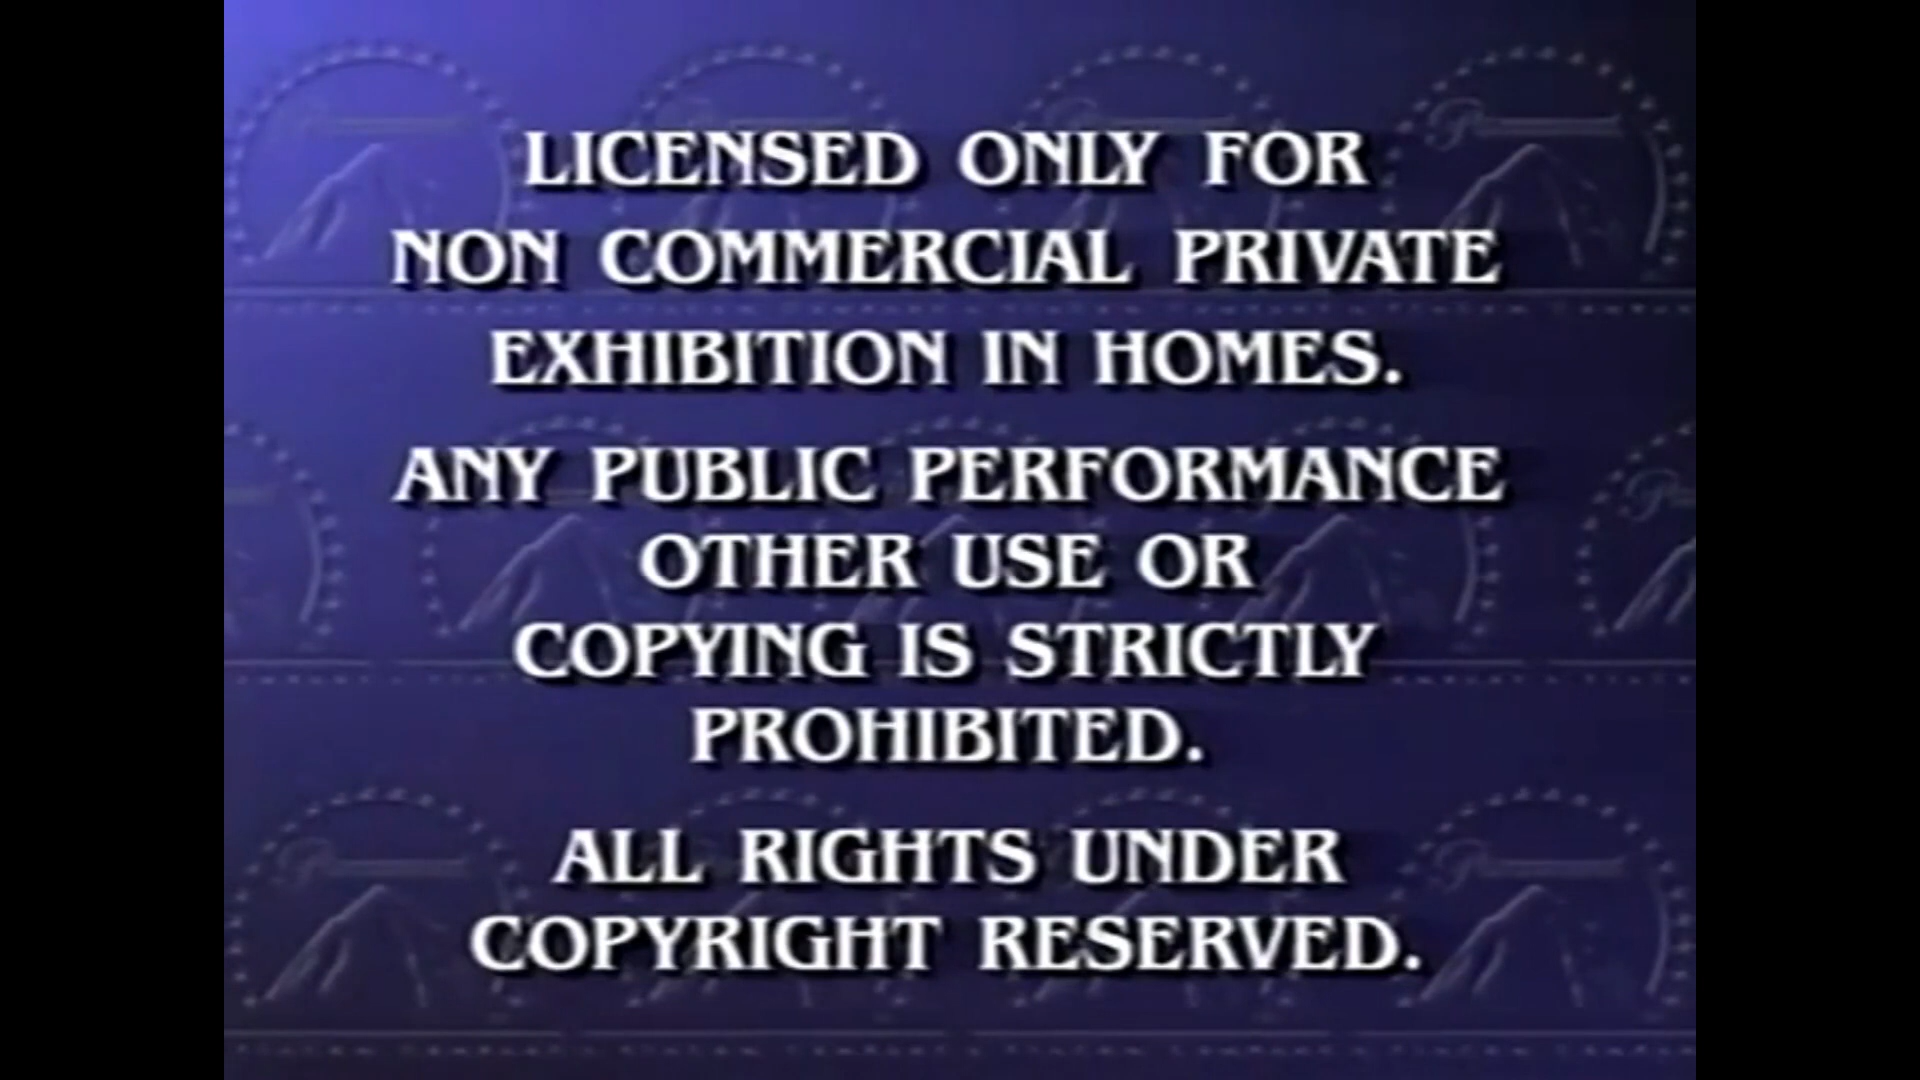 LICENSED ONLY FOR
NON COMMERCIAL PRIVATE
EXHIBITION IN HOMES.
ANY PUBLIC PERFORMANCE
OTHER USE OR
COPYING IS STRICTLY
PROHIBITED.
ALL RIGHTS UNDER
COPYRIGHT RESERVED.